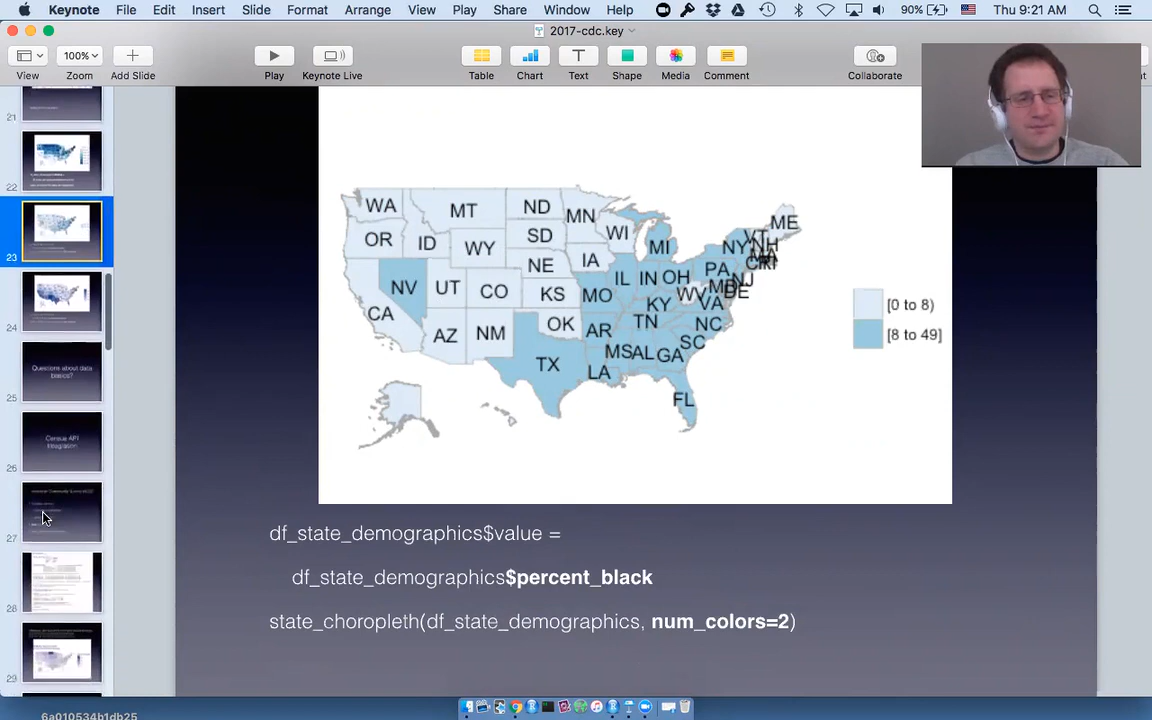 Keynote File Edit Insert Slide Format Arrange View Play Share Window Help 90% Thu 9:21 AM
2017-cdc.key
100%
View Zoom Add Slide Play Keynote Live Table Chart Text Shape Media Comment Collaborate
21
22
23
24
Questions about data
basics?
25
Census API
Integration
26
27
28
29
WA MT ND MN ME
OR ID WY SD WI MI NY VT NH MA
NE IA CT RI
NV UT CO KS MO IL IN OH PA NJ
CA KY WV VA MD DE
AZ NM OK AR TN NC
TX LA MS AL GA SC
FL
[0 to 8)
[8 to 49]
df_state_demographics$value =
df_state_demographics$percent_black
state_choropleth(df_state_demographics, num_colors=2)
6a010534b1db25